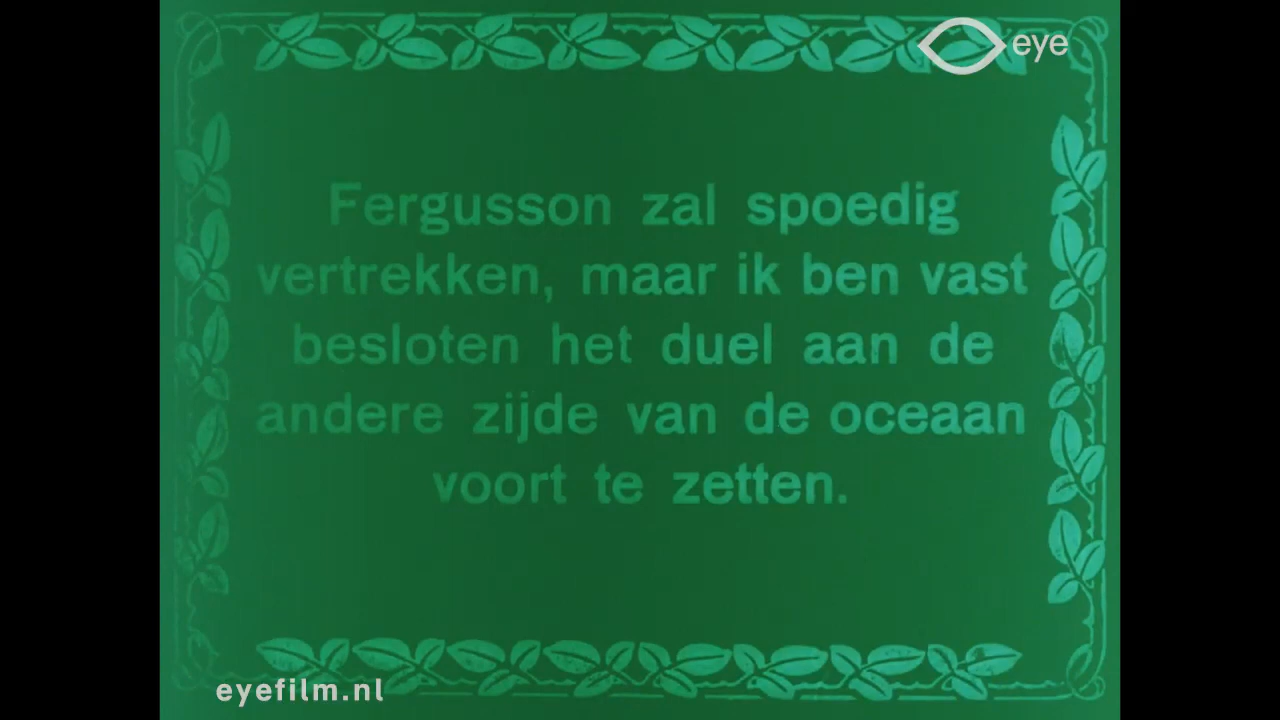 eye
Fergusson zal spoedig
vertrekken, maar ik ben vast
besloten het duel aan de
andere zijde van de oceaan
voort te zetten.
eyefilm.nl